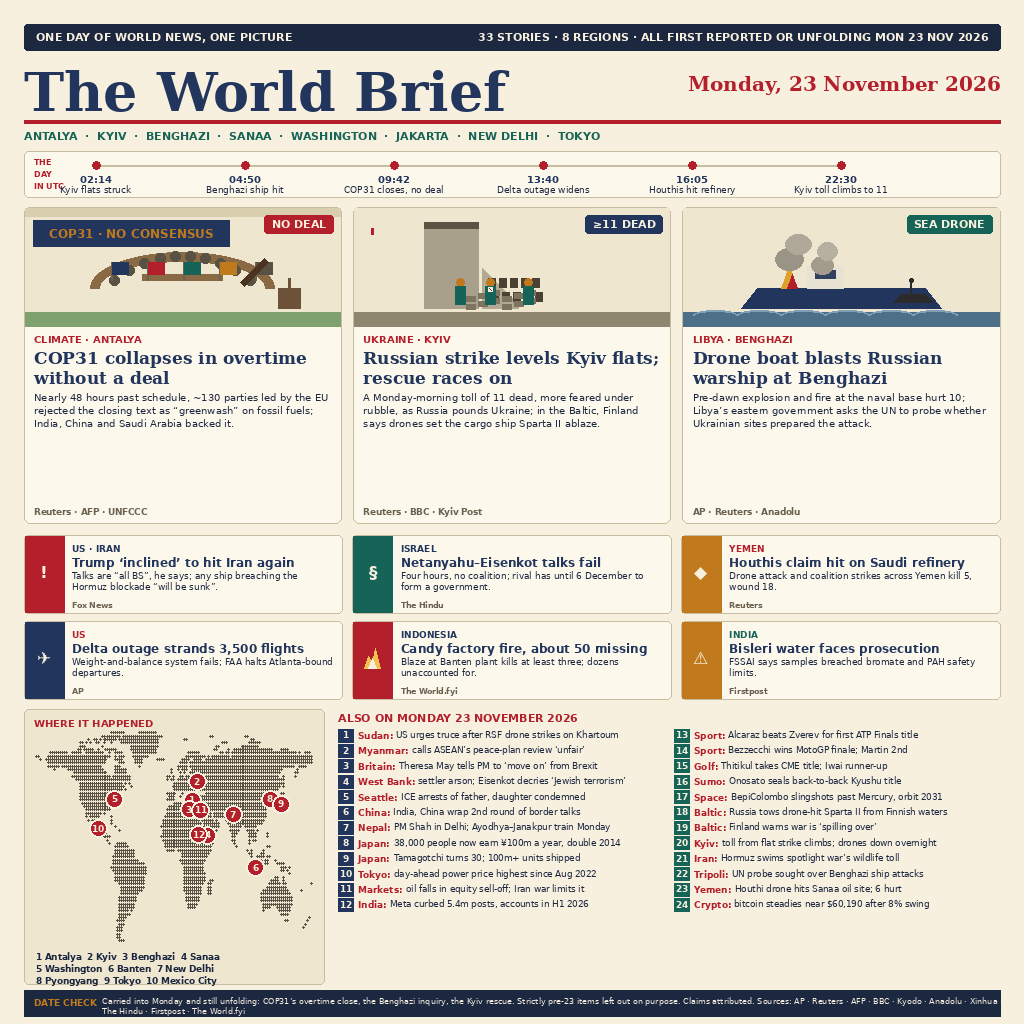 ONE DAY OF WORLD NEWS, ONE PICTURE
33 STORIES · 8 REGIONS · ALL FIRST REPORTED OR UNFOLDING MON 23 NOV 2026
The World Brief
Monday, 23 November 2026
ANTALYA · KYIV · BENGHAZI · SANAA · WASHINGTON · JAKARTA · NEW DELHI · TOKYO
THE
DAY
IN UTC
02:14
Kyiv flats struck
04:50
Benghazi ship hit
09:42
COP31 closes, no deal
13:40
Delta outage widens
16:05
Houthis hit refinery
22:30
Kyiv toll climbs to 11
COP31 · NO CONSENSUS
NO DEAL
CLIMATE · ANTALYA
COP31 collapses in overtime
without a deal
Nearly 48 hours past schedule, ~130 parties led by the EU
rejected the closing text as “greenwash” on fossil fuels;
India, China and Saudi Arabia backed it.
Reuters · AFP · UNFCCC
≥11 DEAD
UKRAINE · KYIV
Russian strike levels Kyiv flats;
rescue races on
A Monday-morning toll of 11 dead, more feared under
rubble, as Russia pounds Ukraine; in the Baltic, Finland
says drones set the cargo ship Sparta II ablaze.
Reuters · BBC · Kyiv Post
SEA DRONE
LIBYA · BENGHAZI
Drone boat blasts Russian
warship at Benghazi
Pre-dawn explosion and fire at the naval base hurt 10;
Libya’s eastern government asks the UN to probe whether
Ukrainian sites prepared the attack.
AP · Reuters · Anadolu
!
US · IRAN
Trump ‘inclined’ to hit Iran again
Talks are “all BS”, he says; any ship breaching the
Hormuz blockade “will be sunk”.
Fox News
§
ISRAEL
Netanyahu–Eisenkot talks fail
Four hours, no coalition; rival has until 6 December to
form a government.
The Hindu
◆
YEMEN
Houthis claim hit on Saudi refinery
Drone attack and coalition strikes across Yemen kill 5,
wound 18.
Reuters
✈
US
Delta outage strands 3,500 flights
Weight-and-balance system fails; FAA halts Atlanta-bound
departures.
AP
INDONESIA
Candy factory fire, about 50 missing
Blaze at Banten plant kills at least three; dozens
unaccounted for.
The World.fyi
⚠
INDIA
Bisleri water faces prosecution
FSSAI says samples breached bromate and PAH safety
limits.
Firstpost
WHERE IT HAPPENED
2
5
3
11
8
9
7
10
12
6
1 Antalya 2 Kyiv 3 Benghazi 4 Sanaa
5 Washington 6 Banten 7 New Delhi
8 Pyongyang 9 Tokyo 10 Mexico City
ALSO ON MONDAY 23 NOVEMBER 2026
1 Sudan: US urges truce after RSF drone strikes on Khartoum
2 Myanmar: calls ASEAN’s peace-plan review ‘unfair’
3 Britain: Theresa May tells PM to ‘move on’ from Brexit
4 West Bank: settler arson; Eisenkot decries ‘Jewish terrorism’
5 Seattle: ICE arrests of father, daughter condemned
6 China: India, China wrap 2nd round of border talks
7 Nepal: PM Shah in Delhi; Ayodhya–Janakpur train Monday
8 Japan: 38,000 people now earn ¥100m a year, double 2014
9 Japan: Tamagotchi turns 30; 100m+ units shipped
10 Tokyo: day-ahead power price highest since Aug 2022
11 Markets: oil falls in equity sell-off; Iran war limits it
12 India: Meta curbed 5.4m posts, accounts in H1 2026
13 Sport: Alcaraz beats Zverev for first ATP Finals title
14 Sport: Bezzecchi wins MotoGP finale; Martin 2nd
15 Golf: Thitikul takes CME title; Iwai runner-up
16 Sumo: Onosato seals back-to-back Kyushu title
17 Space: BepiColombo slingshots past Mercury, orbit 2031
18 Baltic: Russia tows drone-hit Sparta II from Finnish waters
19 Baltic: Finland warns war is ‘spilling over’
20 Kyiv: toll from flat strike climbs; drones down overnight
21 Iran: Hormuz swims spotlight war’s wildlife toll
22 Tripoli: UN probe sought over Benghazi ship attacks
23 Yemen: Houthi drone hits Sanaa oil site; 6 hurt
24 Crypto: bitcoin steadies near $60,190 after 8% swing
DATE CHECK
Carried into Monday and still unfolding: COP31’s overtime close, the Benghazi inquiry, the Kyiv rescue. Strictly pre-23 items left out on purpose. Claims attributed. Sources: AP · Reuters · AFP · BBC · Kyodo · Anadolu · Xinhua
The Hindu · Firstpost · The World.fyi